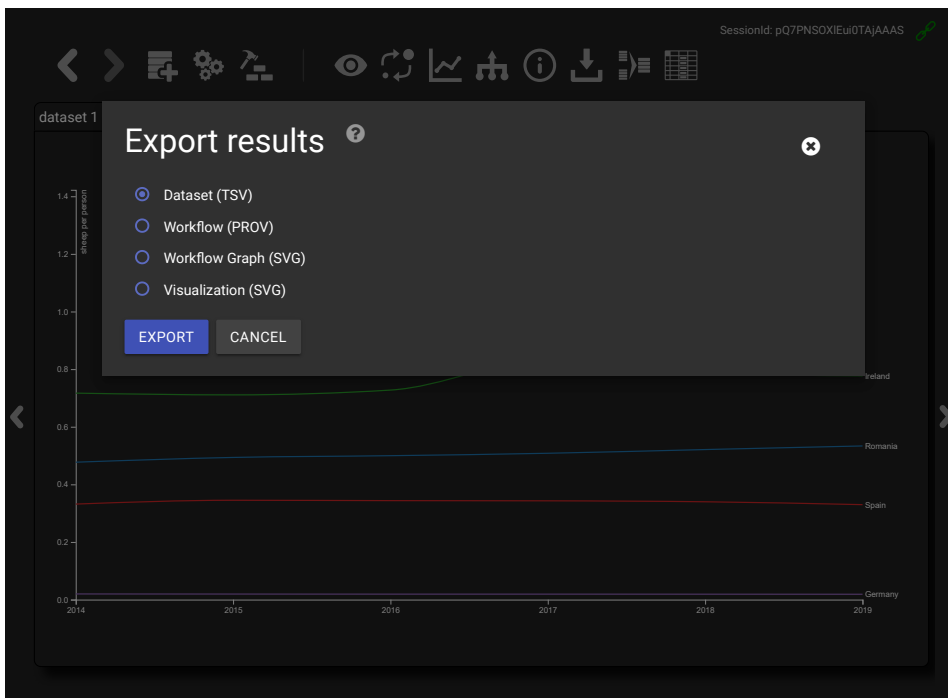 SessionId: pQ7PNSOXlEui0TAjAAAS
dataset 1
Export results
Dataset (TSV)
Workflow (PROV)
Workflow Graph (SVG)
Visualization (SVG)
EXPORT CANCEL
sheep per person
1.4
1.2
1.0
0.8
0.6
0.4
0.2
0.0
Ireland
Romania
Spain
Germany
2014 2015 2016 2017 2018 2019